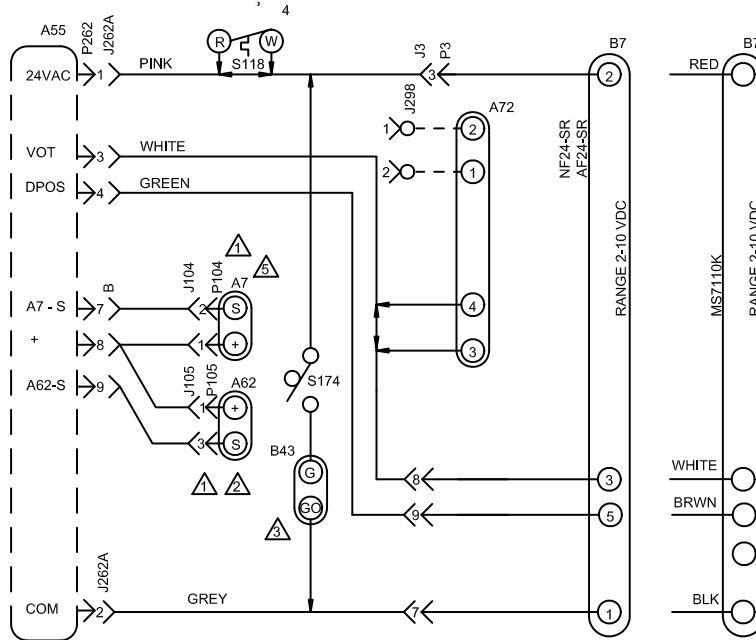 4
A55
P262
J262A
R
W
B7
B7
24VAC
1
PINK
S118
J3
3
P3
2
RED
J298
A72
1
2
2
1
NF24-SR
AF24-SR
VOT
3
WHITE
DPOS
4
GREEN
1
5
RANGE 2-10 VDC
MS7110K
RANGE 2-10 VDC
A7 - S
7
B
J104
2
P104
A7
S
+
8
1
+
4
3
A62-S
9
J105
P105
A62
1
+
3
S
S174
1
2
B43
G
GO
3
8
3
WHITE
9
5
BRWN
J262A
COM
2
GREY
7
1
BLK